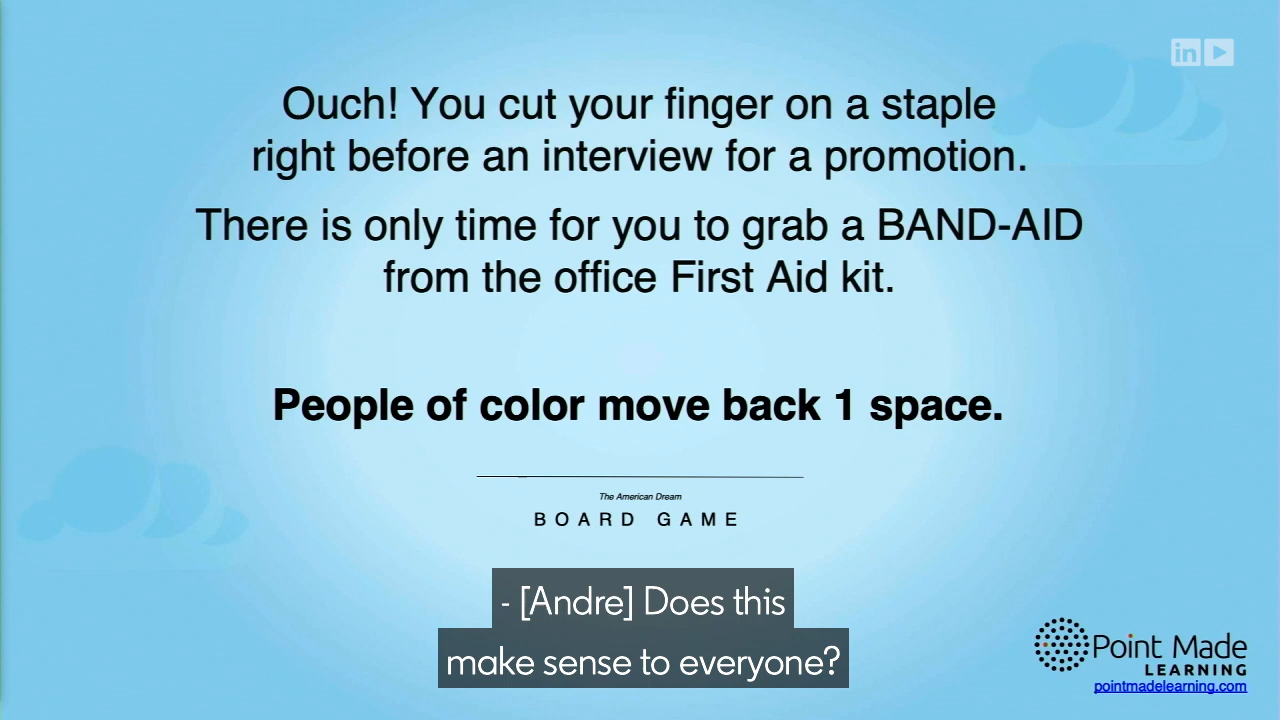 in
Ouch! You cut your finger on a staple
right before an interview for a promotion.
There is only time for you to grab a BAND-AID
from the office First Aid kit.
People of color move back 1 space.
The American Dream
BOARD GAME
- [Andre] Does this
make sense to everyone?
Point Made
LEARNING
pointmadelearning.com